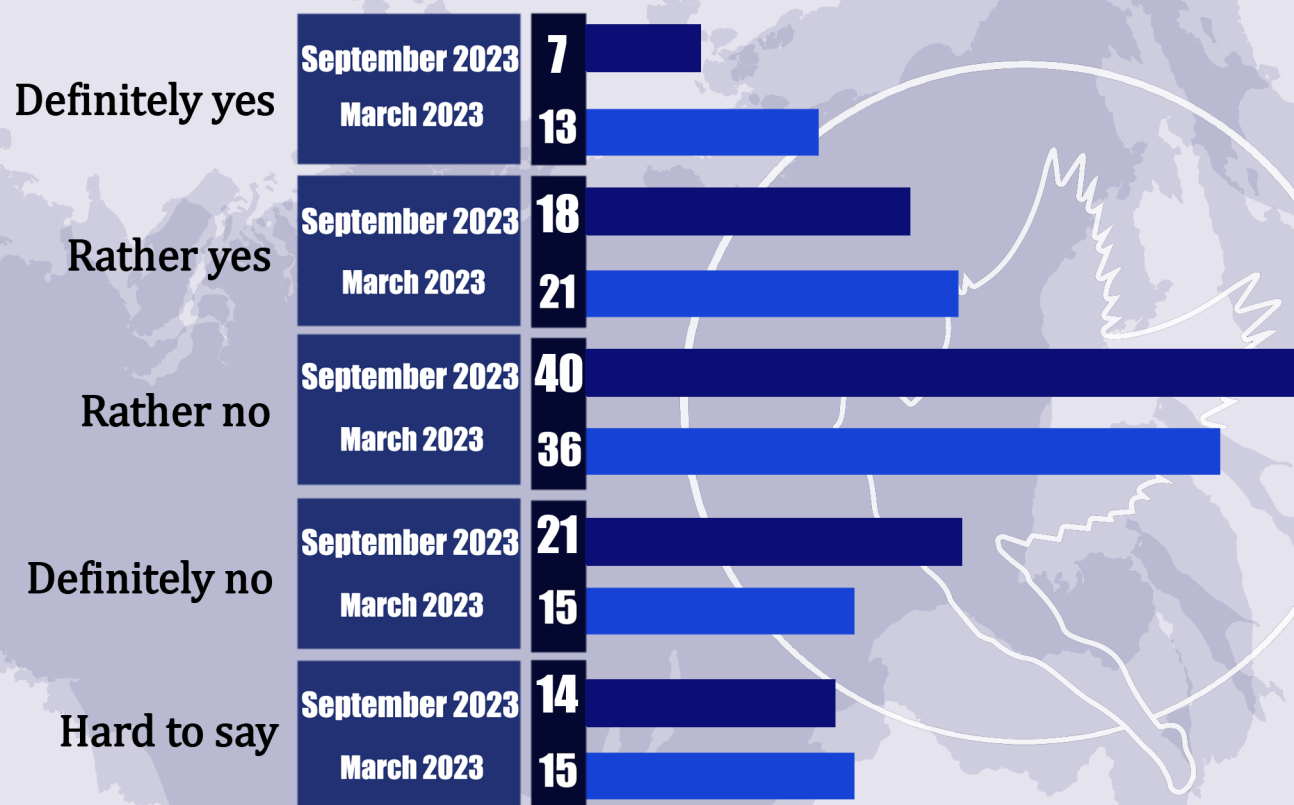 Definitely yes
September 2023 7
March 2023 13
Rather yes
September 2023 18
March 2023 21
Rather no
September 2023 40
March 2023 36
Definitely no
September 2023 21
March 2023 15
Hard to say
September 2023 14
March 2023 15